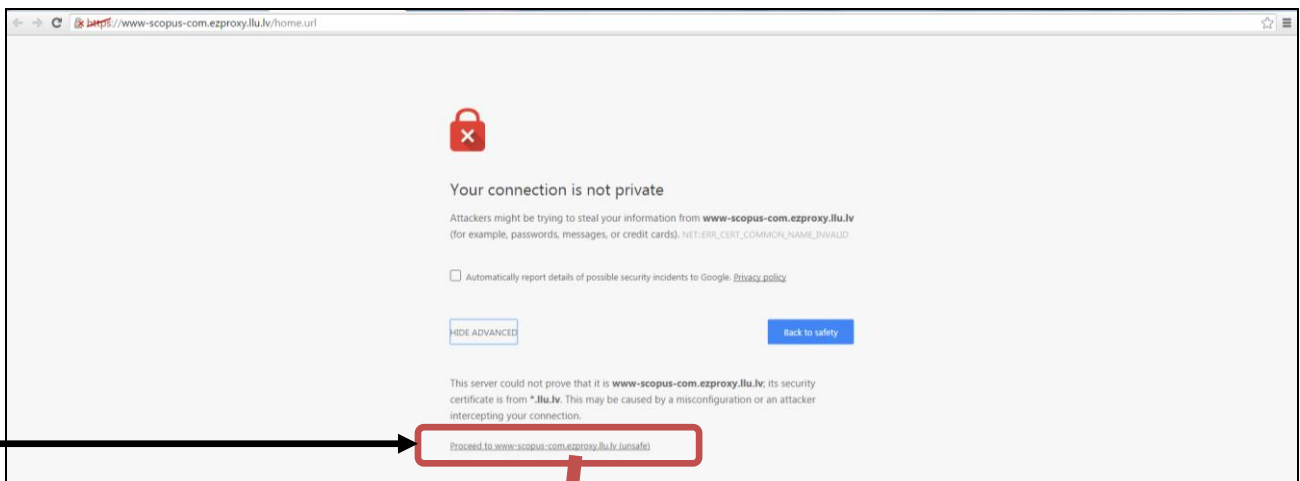 https://www-scopus-com.ezproxy.llu.lv/home.url
Your connection is not private
Attackers might be trying to steal your information from www-scopus-com.ezproxy.llu.lv
(for example, passwords, messages, or credit cards). NET::ERR_CERT_COMMON_NAME_INVALID
Automatically report details of possible security incidents to Google. Privacy policy
HIDE ADVANCED
Back to safety
This server could not prove that it is www-scopus-com.ezproxy.llu.lv; its security
certificate is from *.llu.lv. This may be caused by a misconfiguration or an attacker
intercepting your connection.
Proceed to www-scopus-com.ezproxy.llu.lv (unsafe)